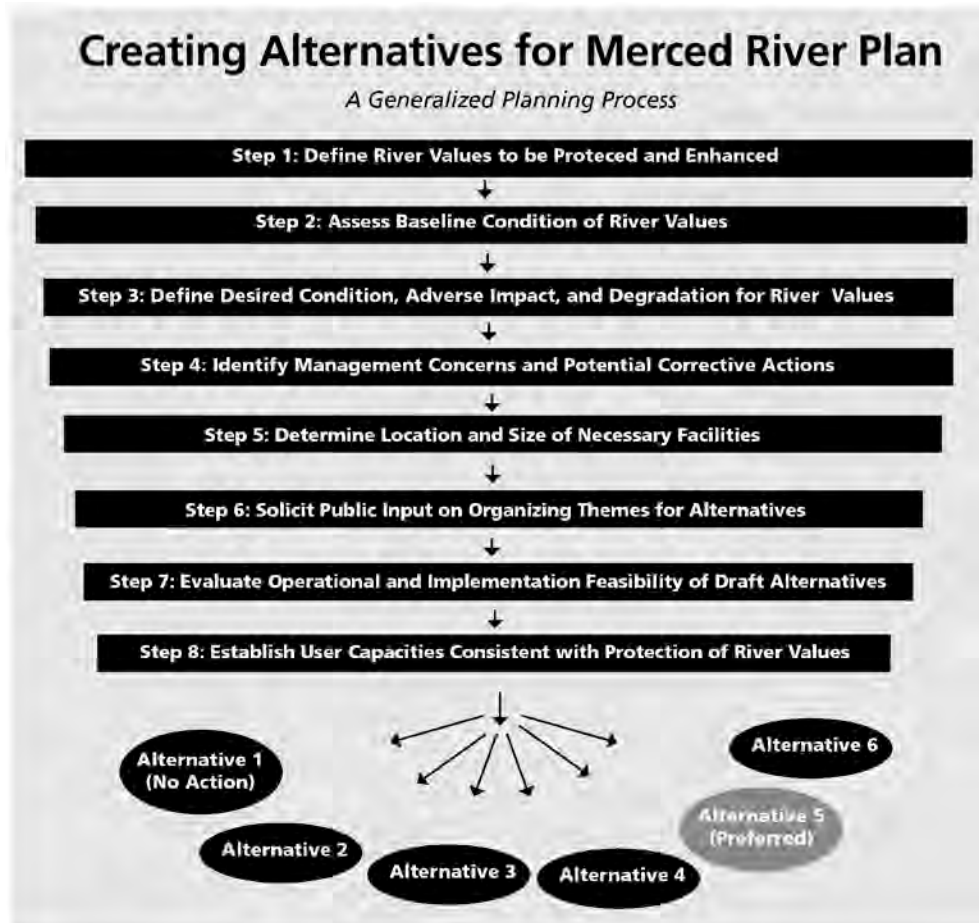 Creating Alternatives for Merced River Plan
A Generalized Planning Process
Step 1: Define River Values to be Proteced and Enhanced
Step 2: Assess Baseline Condition of River Values
Step 3: Define Desired Condition, Adverse Impact, and Degradation for River Values
Step 4: Identify Management Concerns and Potential Corrective Actions
Step 5: Determine Location and Size of Necessary Facilities
Step 6: Solicit Public Input on Organizing Themes for Alternatives
Step 7: Evaluate Operational and Implementation Feasibility of Draft Alternatives
Step 8: Establish User Capacities Consistent with Protection of River Values
Alternative 1
(No Action)
Alternative 2
Alternative 3
Alternative 4
Alternative 5
(Preferred)
Alternative 6